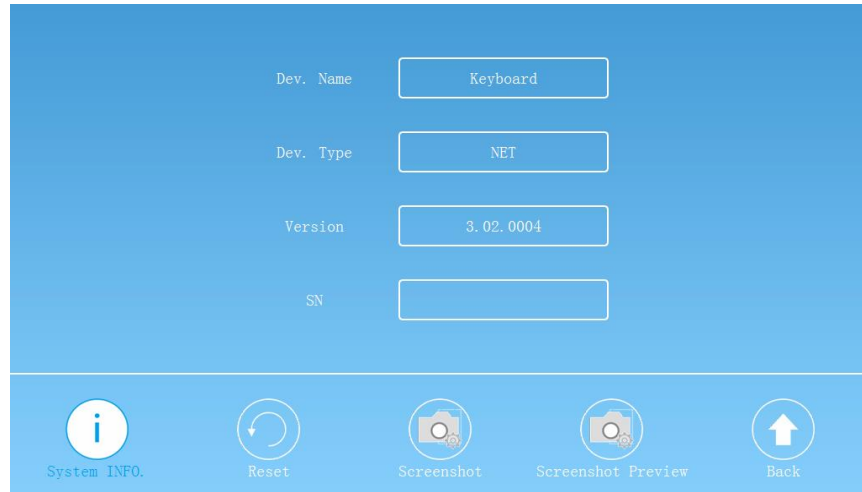 Dev. Name Keyboard
Dev. Type NET
Version 3.02.0004
SN
i
System INFO. Reset Screenshot Screenshot Preview Back